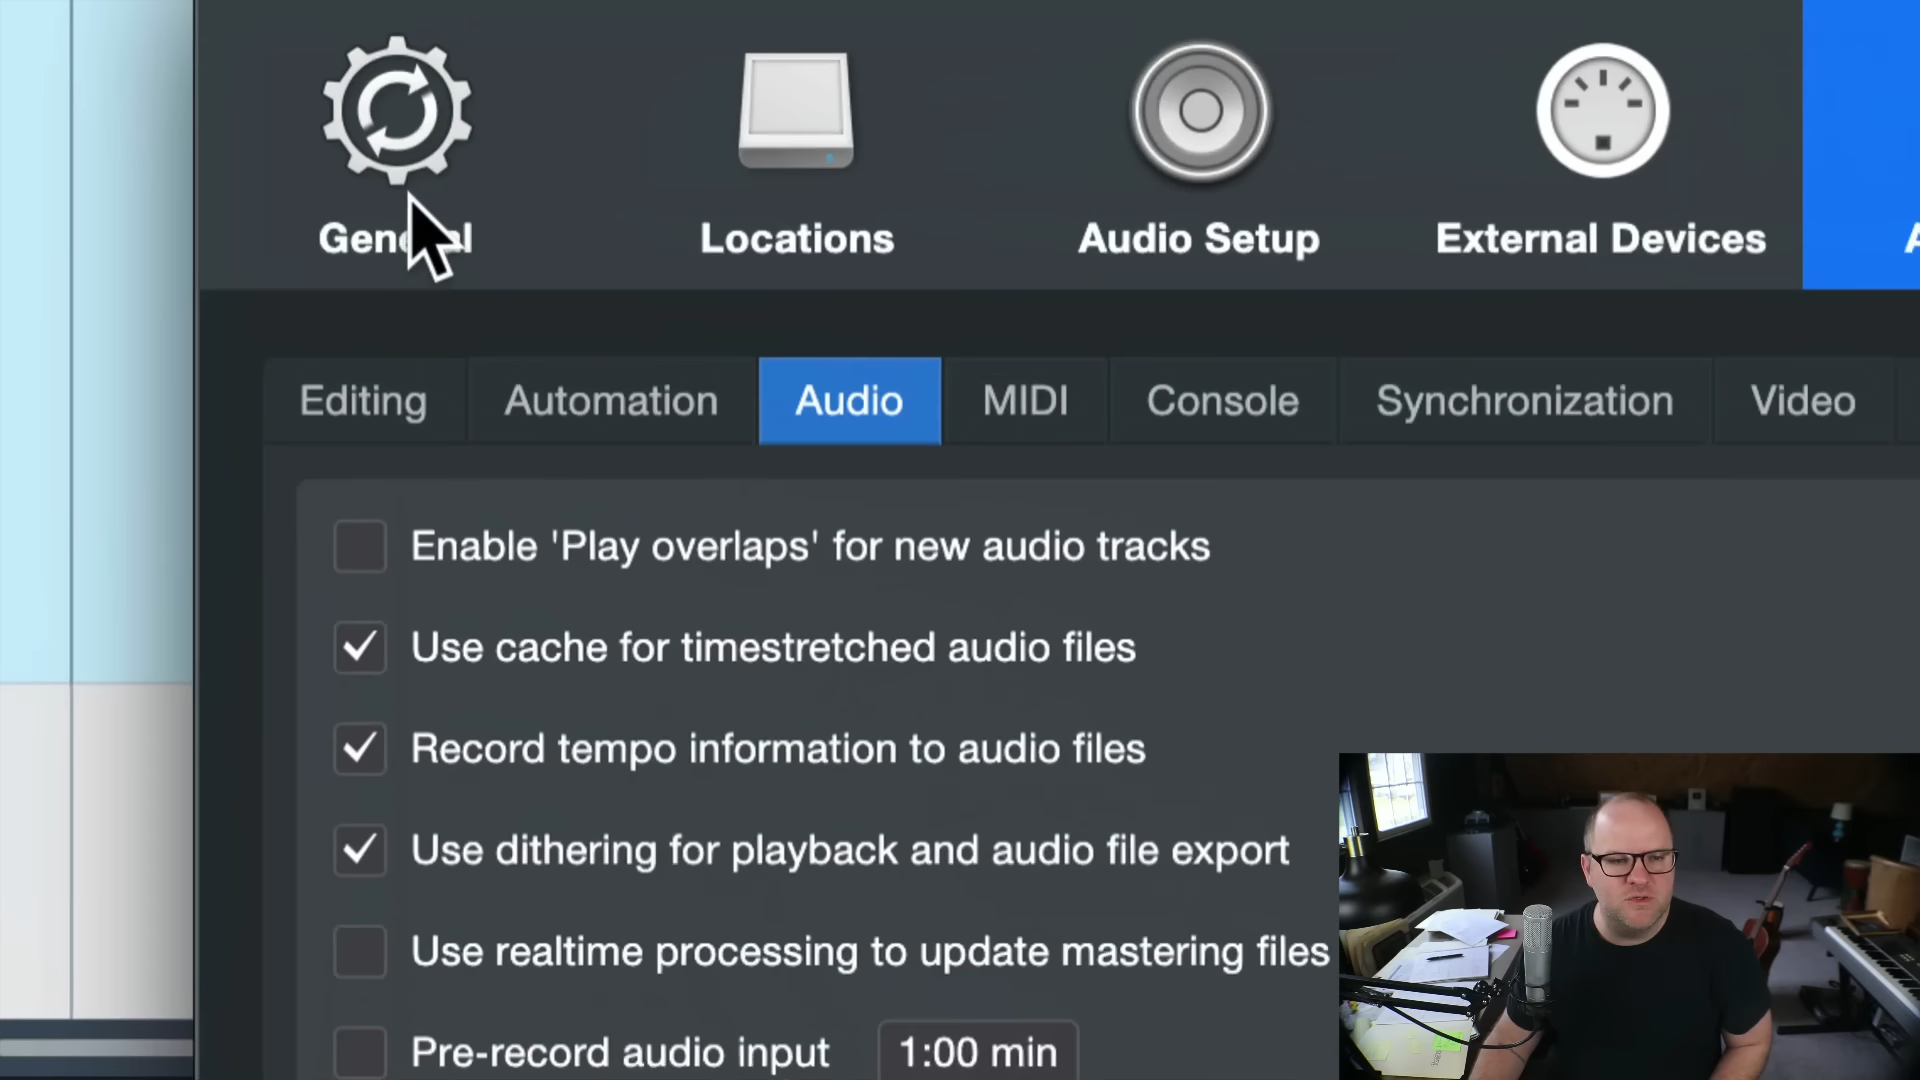 General
Locations
Audio Setup
External Devices
Editing
Automation
Audio
MIDI
Console
Synchronization
Video
Enable 'Play overlaps' for new audio tracks
Use cache for timestretched audio files
Record tempo information to audio files
Use dithering for playback and audio file export
Use realtime processing to update mastering files
Pre-record audio input 1:00 min